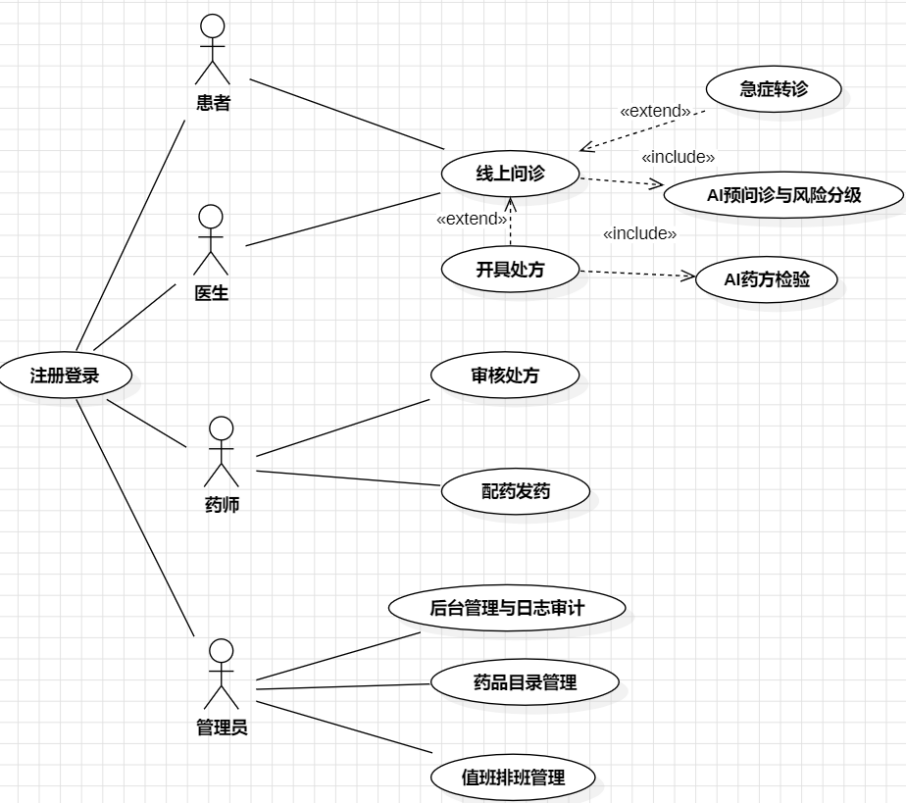 患者
急症转诊
«extend»
«include»
线上问诊
AI预问诊与风险分级
«extend»
«include»
医生
开具处方
AI药方检验
注册登录
审核处方
药师
配药发药
后台管理与日志审计
药品目录管理
管理员
值班排班管理